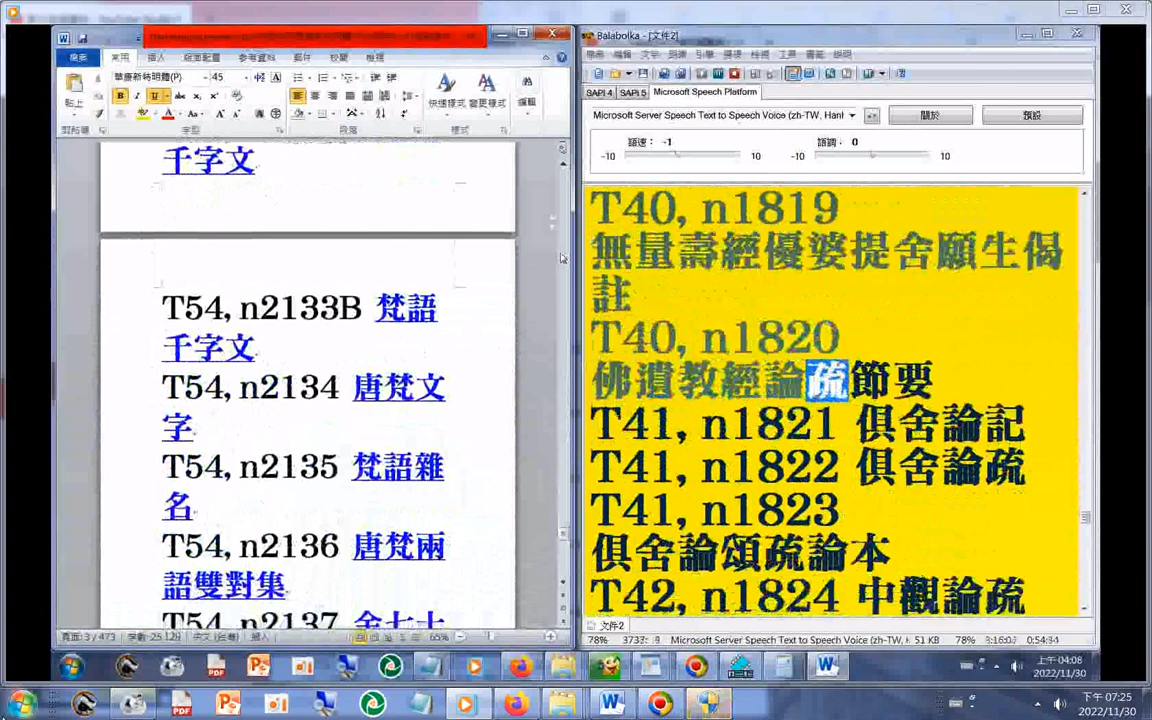 檔案 常用 插入 版面配置 參考資料 郵件 校閱 檢視
華康新特明體(P) 45
貼上 快速樣式 變更樣式 編輯
剪貼簿 字型 段落 樣式
千字文
T54, n2133B 梵語
千字文
T54, n2134 唐梵文
字
T54, n2135 梵語雜
名
T54, n2136 唐梵兩
語雙對集
T54, n2137 金七十
65%
Balabolka - [文件2]
SAPI 4 SAPI 5 Microsoft Speech Platform
Microsoft Server Speech Text to Speech Voice (zh-TW, Han
關於 預設
語速： -1 語調： 0
-10 10 -10 10
T40, n1819
無量壽經優婆提舍願生偈
註
T40, n1820
佛遺教經論疏節要
T41, n1821 俱舍論記
T41, n1822 俱舍論疏
T41, n1823
俱舍論頌疏論本
T42, n1824 中觀論疏
文件2
78% Microsoft Server Speech Text to Speech Voice (zh-TW, H 51 KB 78%
上午 04:08
2022/11/30
下午 07:25
2022/11/30